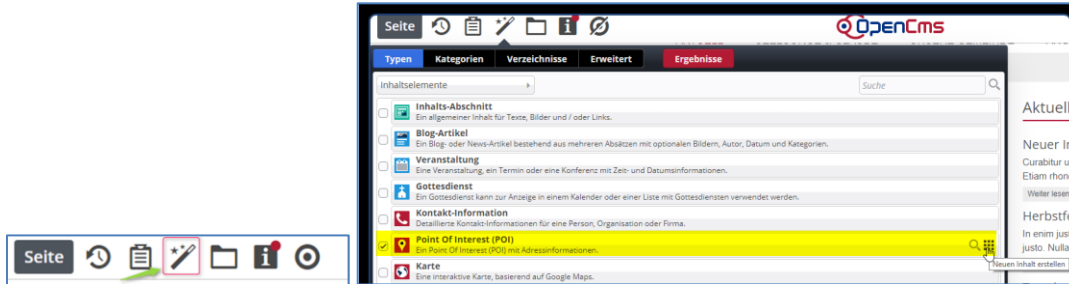 Seite
Seite
OpenCms
Typen Kategorien Verzeichnisse Erweitert Ergebnisse
Inhaltselemente Suche
Inhalts-Abschnitt
Ein allgemeiner Inhalt für Texte, Bilder und / oder Links.
Blog-Artikel
Ein Blog- oder News-Artikel bestehend aus mehreren Absätzen mit optionalen Bildern, Autor, Datum und Kategorien.
Veranstaltung
Eine Veranstaltung, ein Termin oder eine Konferenz mit Zeit- und Datumsinformationen.
Gottesdienst
Ein Gottesdienst kann zur Anzeige in einem Kalender oder einer Liste mit Gottesdiensten verwendet werden.
Kontakt-Information
Detaillierte Kontakt-Informationen für eine Person, Organisation oder Firma.
Point Of Interest (POI)
Ein Point Of Interest (POI) mit Adressinformationen.
Neuen Inhalt erstellen
Karte
Eine interaktive Karte, basierend auf Google Maps.
Aktuell
Neuer In
Curabitur u
Etiam rhon
Weiter lesen
Herbstfe
In enim jus
justo. Nulla